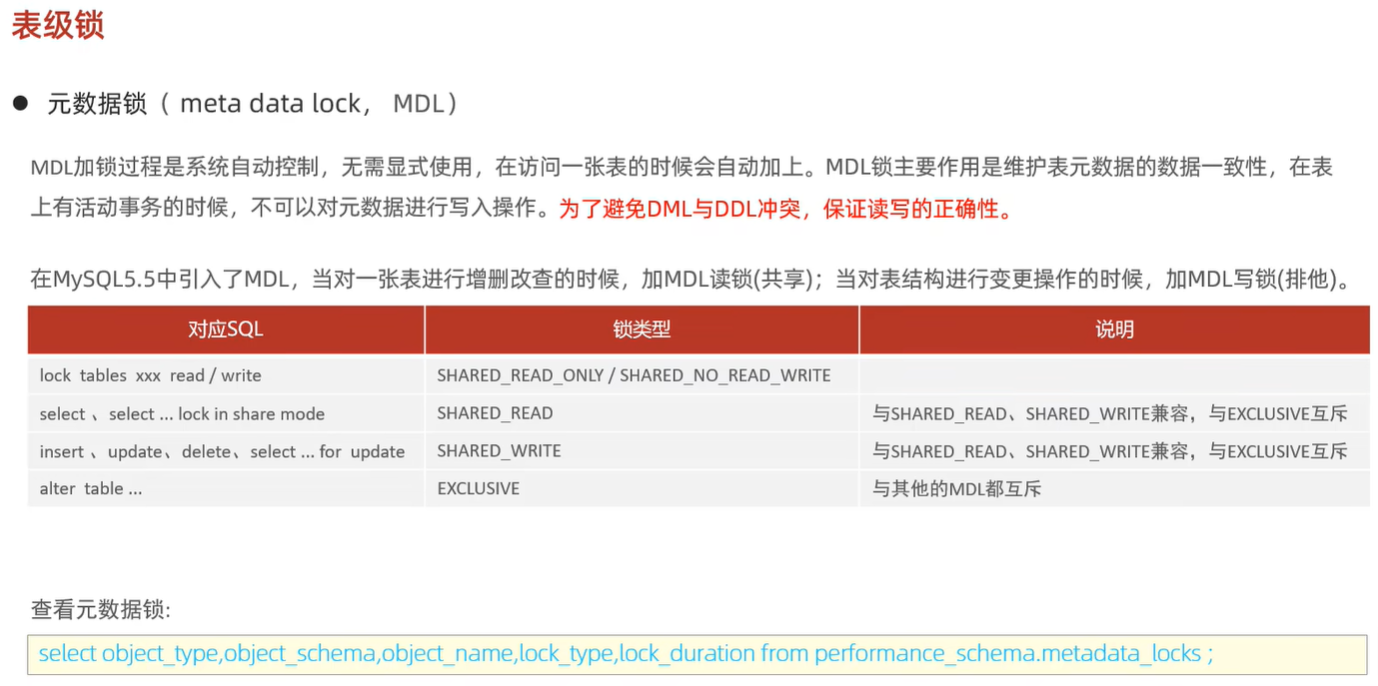 表级锁
● 元数据锁（ meta data lock， MDL）
MDL加锁过程是系统自动控制，无需显式使用，在访问一张表的时候会自动加上。MDL锁主要作用是维护表元数据的数据一致性，在表
上有活动事务的时候，不可以对元数据进行写入操作。为了避免DML与DDL冲突，保证读写的正确性。
在MySQL5.5中引入了MDL，当对一张表进行增删改查的时候，加MDL读锁(共享)；当对表结构进行变更操作的时候，加MDL写锁(排他)。
对应SQL 锁类型 说明
lock tables xxx read / write SHARED_READ_ONLY / SHARED_NO_READ_WRITE
select 、select ... lock in share mode SHARED_READ 与SHARED_READ、SHARED_WRITE兼容，与EXCLUSIVE互斥
insert 、update、delete、select ... for update SHARED_WRITE 与SHARED_READ、SHARED_WRITE兼容，与EXCLUSIVE互斥
alter table ... EXCLUSIVE 与其他的MDL都互斥
查看元数据锁:
select object_type,object_schema,object_name,lock_type,lock_duration from performance_schema.metadata_locks ;